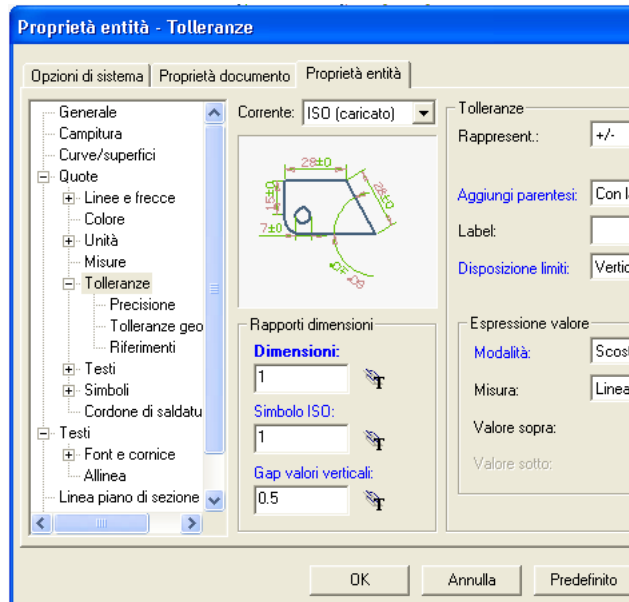 Proprietà entità - Tolleranze
Opzioni di sistema
Proprietà documento
Proprietà entità
Generale
Campitura
Curve/superfici
Quote
Linee e frecce
Colore
Unità
Misure
Tolleranze
Precisione
Tolleranze geo
Riferimenti
Testi
Simboli
Cordone di saldatu
Testi
Font e cornice
Allinea
Linea piano di sezione
Corrente: ISO (caricato)
28±0
15±0
28±0
7±0
Rapporti dimensioni
Dimensioni:
1
Simbolo ISO:
1
Gap valori verticali:
0.5
Tolleranze
Rappresent.: +/-
Aggiungi parentesi: Con l
Label:
Disposizione limiti: Vertic
Espressione valore
Modalità: Scost
Misura: Linea
Valore sopra:
Valore sotto:
OK
Annulla
Predefinito